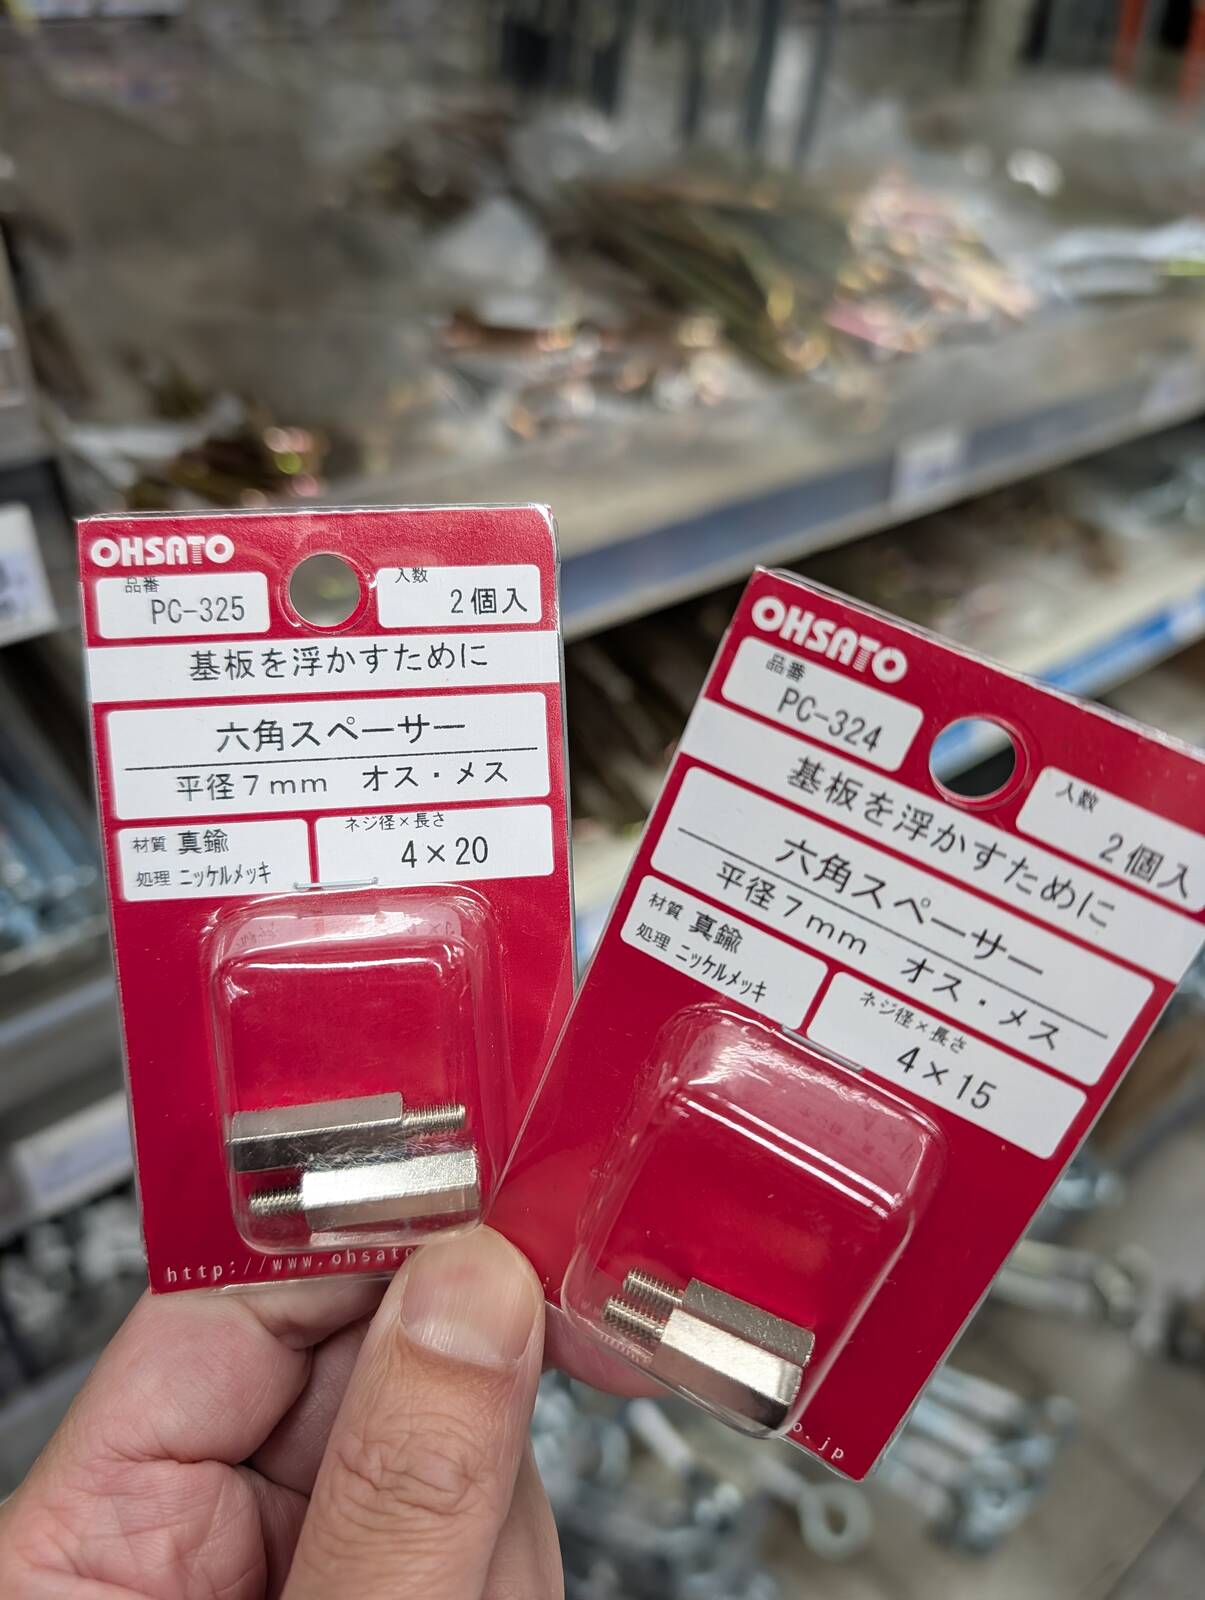 OHSATO
品番
PC-325
入数
2個入
基板を浮かすために
六角スペーサー
平径7mm オス・メス
材質 真鍮
処理 ニッケルメッキ
ネジ径×長さ
4×20
http://www.ohsato
OHSATO
品番
PC-324
入数
2個入
基板を浮かすために
六角スペーサー
平径7mm オス・メス
材質 真鍮
処理 ニッケルメッキ
ネジ径×長さ
4×15
o.jp